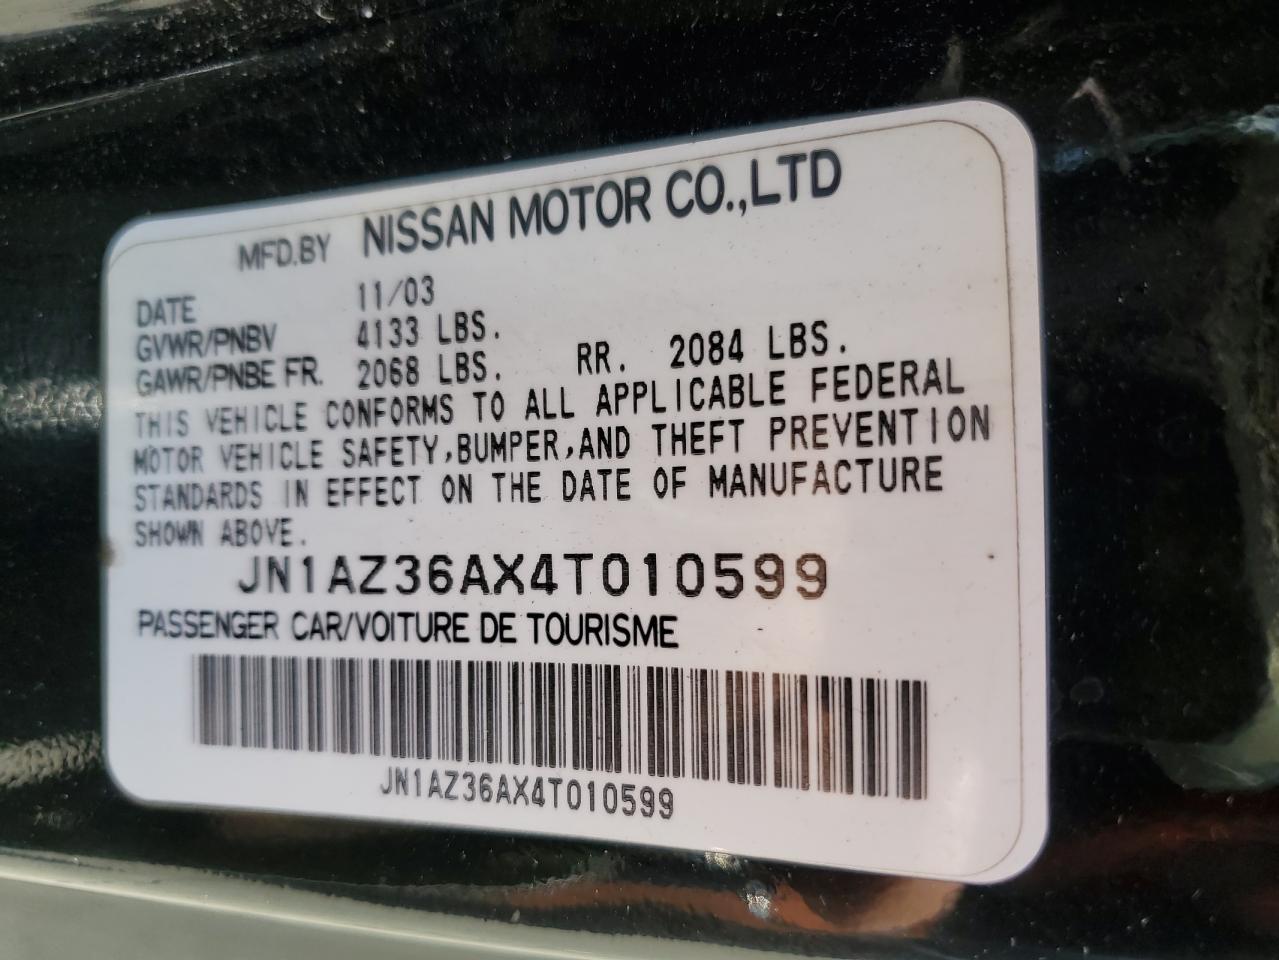 MFD.BY NISSAN MOTOR CO.,LTD
DATE 11/03
GVWR/PNBV 4133 LBS.
GAWR/PNBE FR. 2068 LBS. RR. 2084 LBS.
THIS VEHICLE CONFORMS TO ALL APPLICABLE FEDERAL
MOTOR VEHICLE SAFETY,BUMPER,AND THEFT PREVENTION
STANDARDS IN EFFECT ON THE DATE OF MANUFACTURE
SHOWN ABOVE.
JN1AZ36AX4T010599
PASSENGER CAR/VOITURE DE TOURISME
JN1AZ36AX4T010599